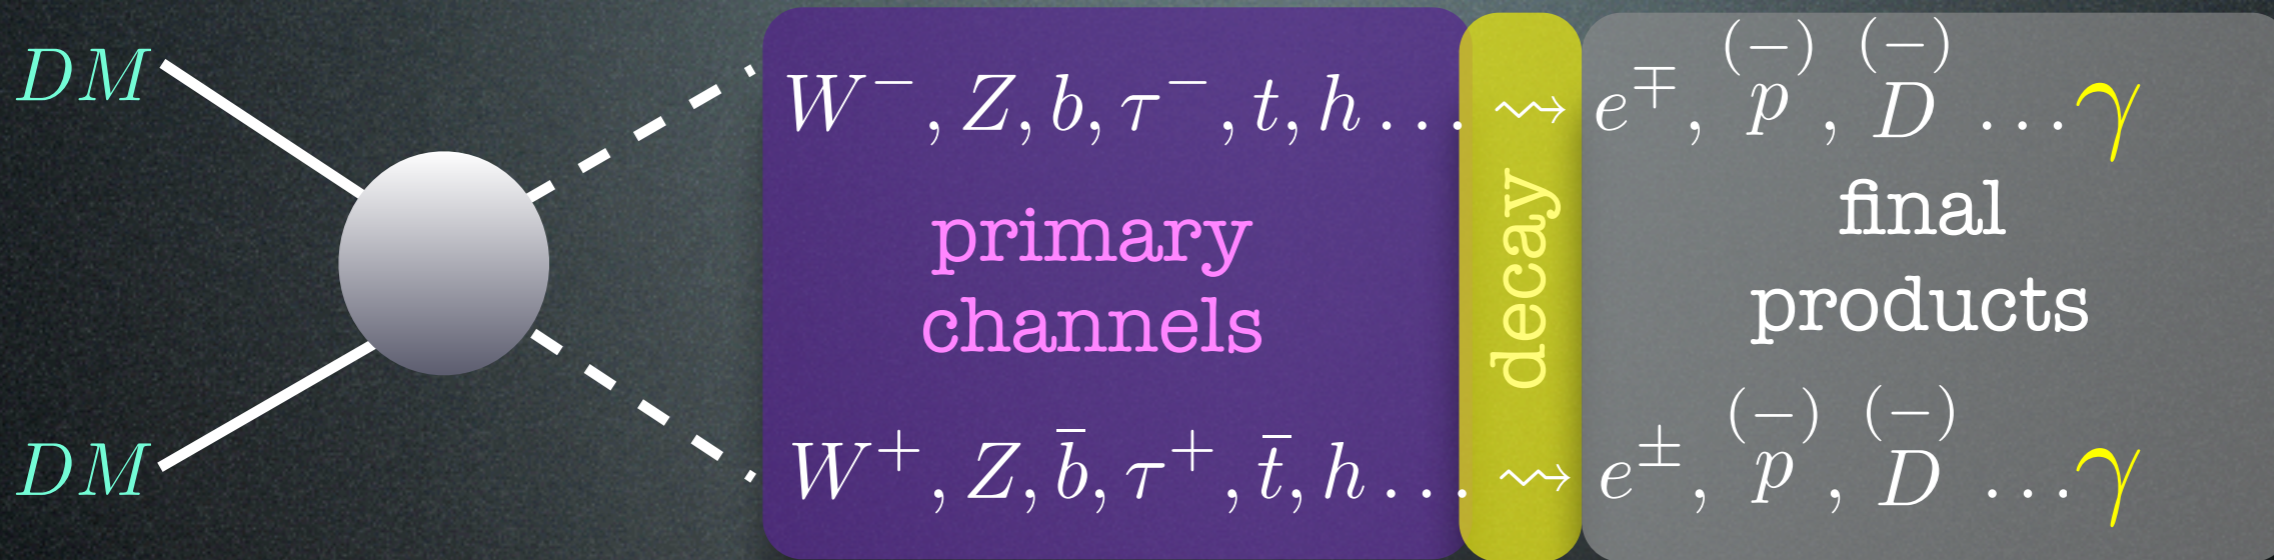 DM
W⁻, Z, b, τ⁻, t, h ... ⇝ e^∓, p^(−), D^(−) ... γ
primary
channels
decay
final
products
DM
W⁺, Z, b̄, τ⁺, t̄, h ... ⇝ e^±, p^(−), D^(−) ... γ